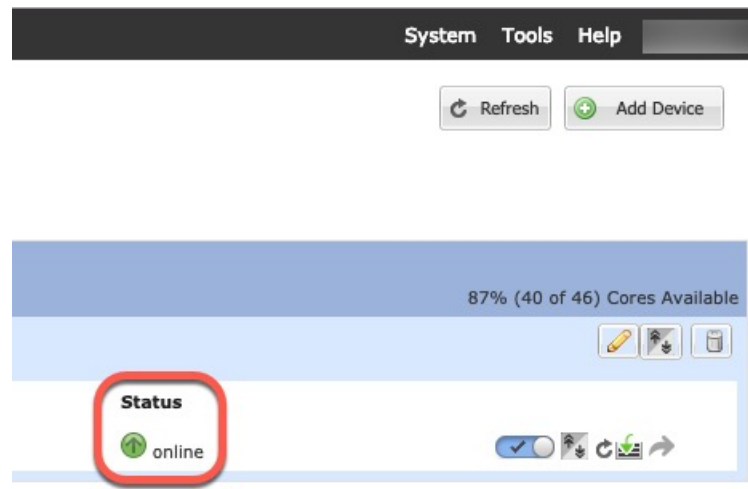 System Tools Help
Refresh Add Device
87% (40 of 46) Cores Available
Status
online